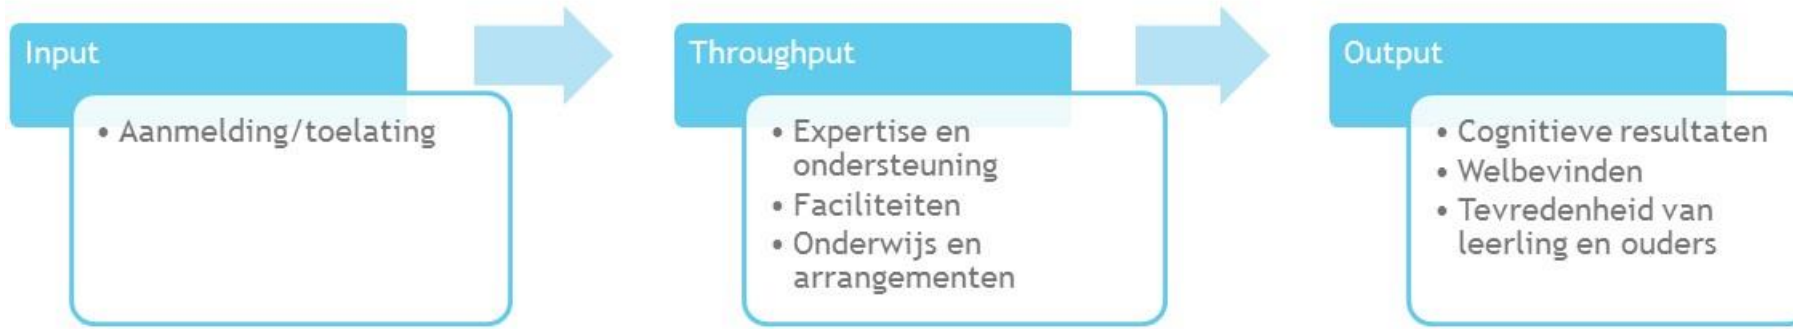 Input
• Aanmelding/toelating
Throughput
• Expertise en
ondersteuning
• Faciliteiten
• Onderwijs en
arrangementen
Output
• Cognitieve resultaten
• Welbevinden
• Tevredenheid van
leerling en ouders